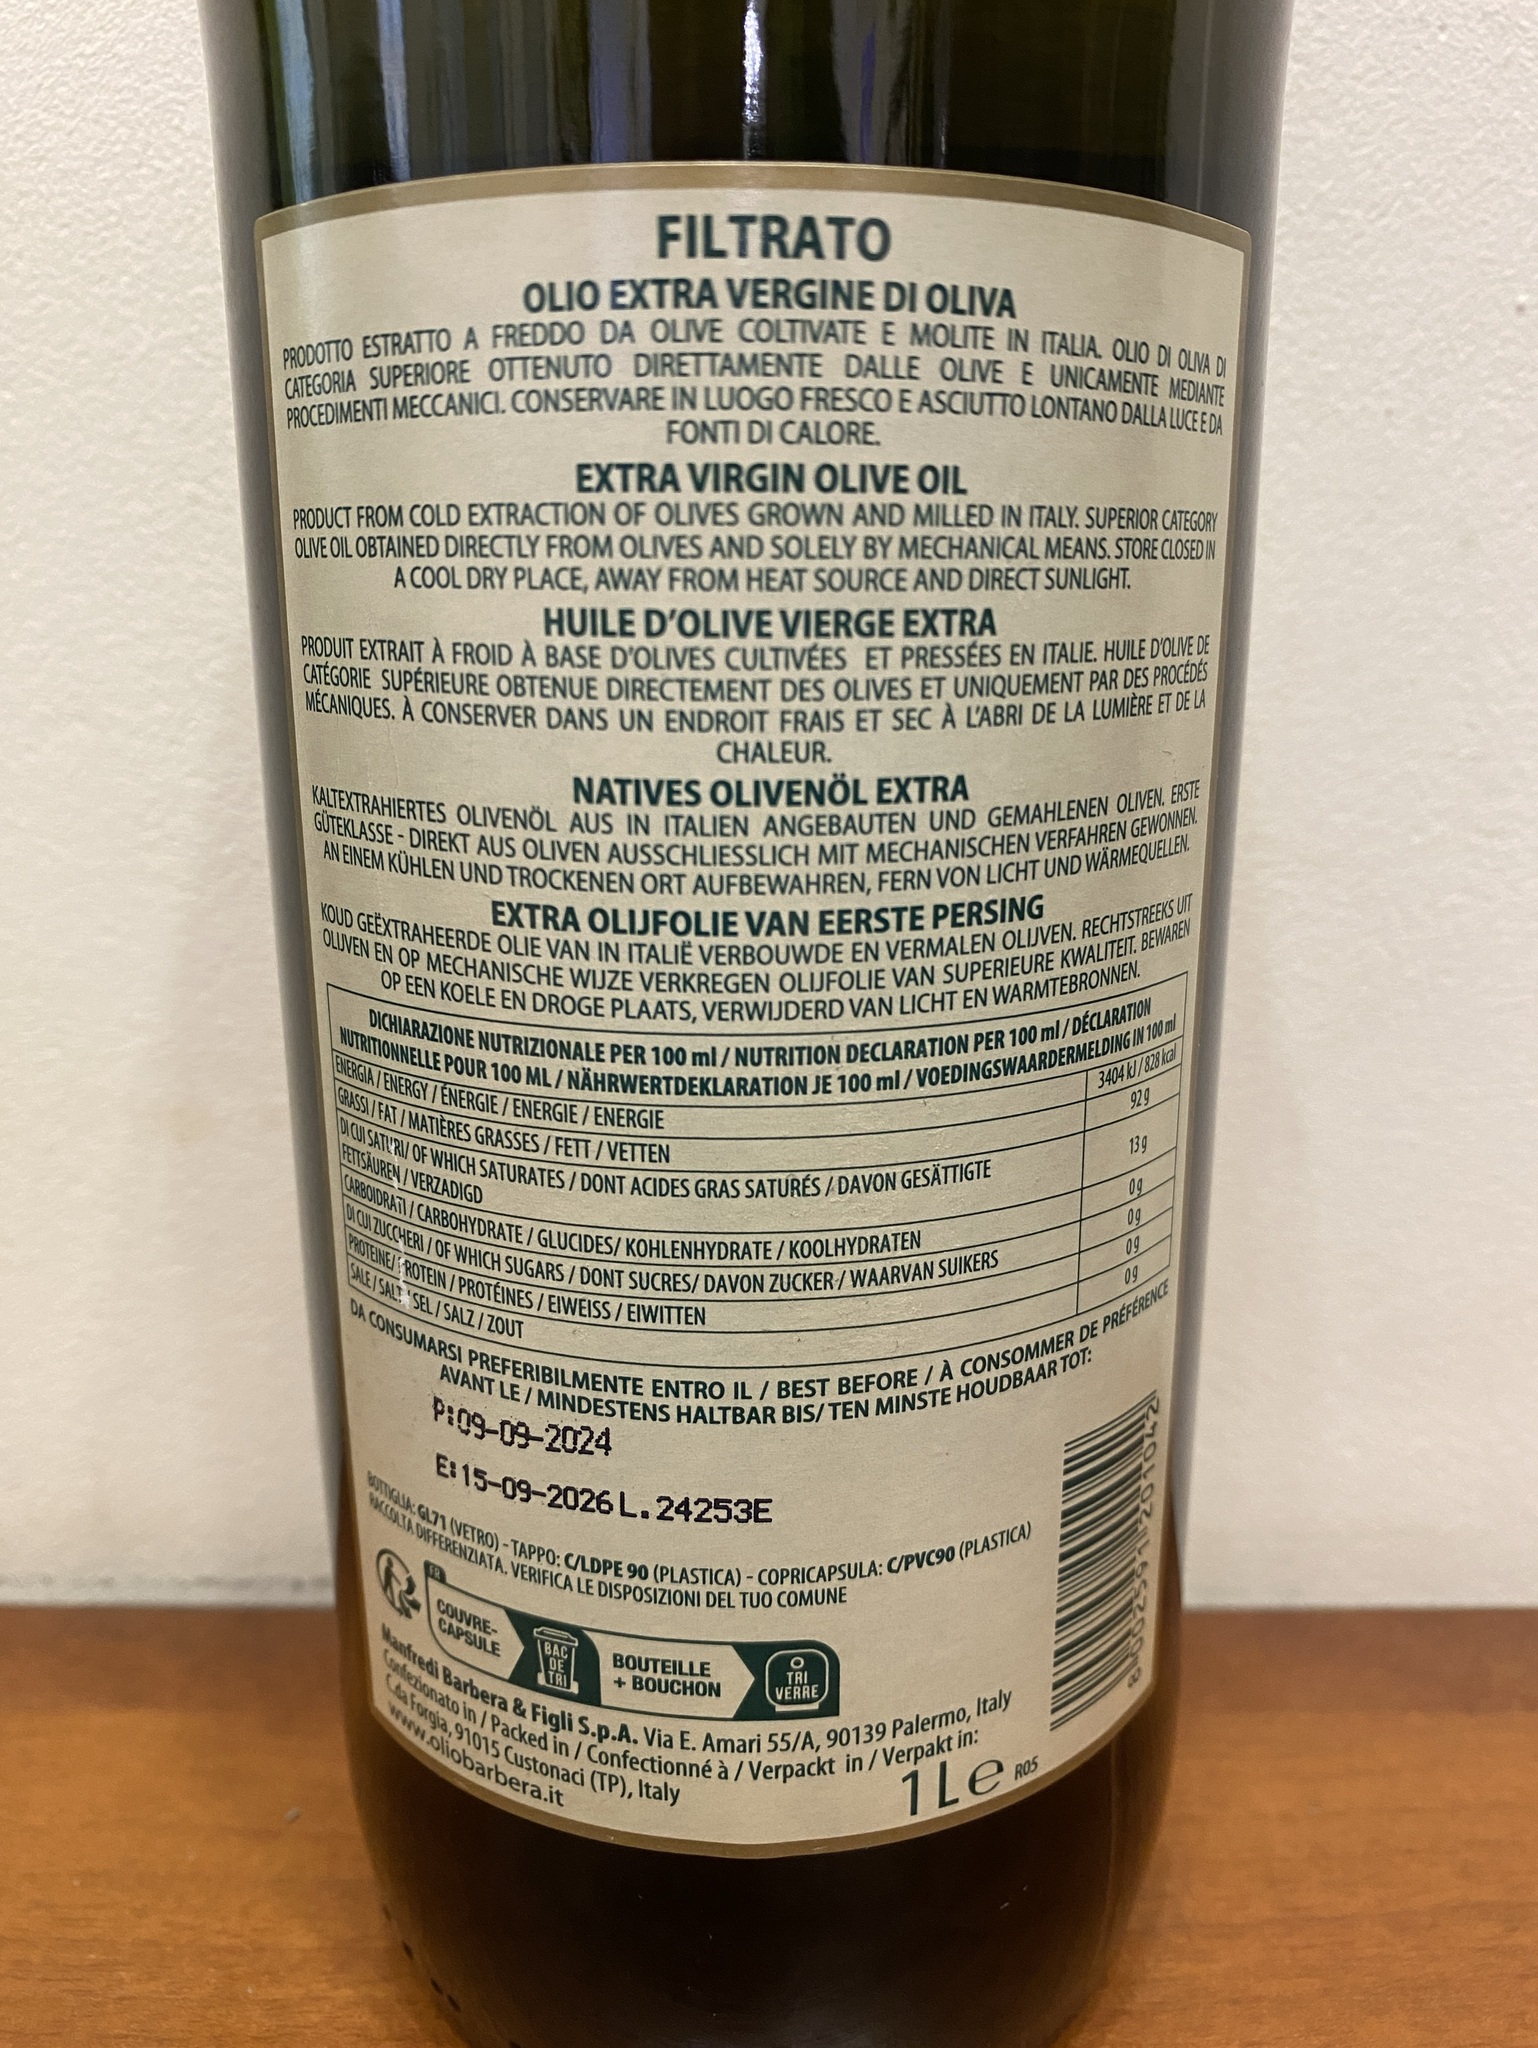 FILTRATO
OLIO EXTRA VERGINE DI OLIVA
PRODOTTO ESTRATTO A FREDDO DA OLIVE COLTIVATE E MOLITE IN ITALIA. OLIO DI OLIVA DI
CATEGORIA SUPERIORE OTTENUTO DIRETTAMENTE DALLE OLIVE E UNICAMENTE MEDIANTE
PROCEDIMENTI MECCANICI. CONSERVARE IN LUOGO FRESCO E ASCIUTTO LONTANO DALLA LUCE E DA
FONTI DI CALORE.
EXTRA VIRGIN OLIVE OIL
PRODUCT FROM COLD EXTRACTION OF OLIVES GROWN AND MILLED IN ITALY. SUPERIOR CATEGORY
OLIVE OIL OBTAINED DIRECTLY FROM OLIVES AND SOLELY BY MECHANICAL MEANS. STORE CLOSED IN
A COOL DRY PLACE, AWAY FROM HEAT SOURCE AND DIRECT SUNLIGHT.
HUILE D'OLIVE VIERGE EXTRA
PRODUIT EXTRAIT À FROID À BASE D'OLIVES CULTIVÉES ET PRESSÉES EN ITALIE. HUILE D'OLIVE DE
CATÉGORIE SUPÉRIEURE OBTENUE DIRECTEMENT DES OLIVES ET UNIQUEMENT PAR DES PROCÉDÉS
MÉCANIQUES. À CONSERVER DANS UN ENDROIT FRAIS ET SEC À L'ABRI DE LA LUMIÈRE ET DE LA
CHALEUR.
NATIVES OLIVENÖL EXTRA
KALTEXTRAHIERTES OLIVENÖL AUS IN ITALIEN ANGEBAUTEN UND GEMAHLENEN OLIVEN. ERSTE
GÜTEKLASSE - DIREKT AUS OLIVEN AUSSCHLIESSLICH MIT MECHANISCHEN VERFAHREN GEWONNEN.
AN EINEM KÜHLEN UND TROCKENEN ORT AUFBEWAHREN, FERN VON LICHT UND WÄRMEQUELLEN.
EXTRA OLIJFOLIE VAN EERSTE PERSING
KOUD GEËXTRAHEERDE OLIE VAN IN ITALIË VERBOUWDE EN VERMALEN OLIJVEN. RECHTSTREEKS UIT
OLIJVEN EN OP MECHANISCHE WIJZE VERKREGEN OLIJFOLIE VAN SUPERIEURE KWALITEIT. BEWAREN
OP EEN KOELE EN DROGE PLAATS, VERWIJDERD VAN LICHT EN WARMTEBRONNEN.
DICHIARAZIONE NUTRIZIONALE PER 100 ml / NUTRITION DECLARATION PER 100 ml / DÉCLARATION
NUTRITIONNELLE POUR 100 ML / NÄHRWERTDEKLARATION JE 100 ml / VOEDINGSWAARDERMELDING IN 100 ml
ENERGIA / ENERGY / ÉNERGIE / ENERGIE / ENERGIE 3404 kJ / 828 kcal
GRASSI / FAT / MATIÈRES GRASSES / FETT / VETTEN 92 g
DI CUI SATURI/ OF WHICH SATURATES / DONT ACIDES GRAS SATURÉS / DAVON GESÄTTIGTE
FETTSÄUREN / VERZADIGD 13 g
CARBOIDRATI / CARBOHYDRATE / GLUCIDES/ KOHLENHYDRATE / KOOLHYDRATEN 0 g
DI CUI ZUCCHERI / OF WHICH SUGARS / DONT SUCRES/ DAVON ZUCKER / WAARVAN SUIKERS 0 g
PROTEINE/ PROTEIN / PROTÉINES / EIWEISS / EIWITTEN 0 g
SALE / SALT / SEL / SALZ / ZOUT 0 g
DA CONSUMARSI PREFERIBILMENTE ENTRO IL / BEST BEFORE / À CONSOMMER DE PRÉFÉRENCE
AVANT LE / MINDESTENS HALTBAR BIS/ TEN MINSTE HOUDBAAR TOT:
P:09-09-2024
E:15-09-2026 L.24253E
BOTTIGLIA: GL71 (VETRO) - TAPPO: C/LDPE 90 (PLASTICA) - COPRICAPSULA: C/PVC90 (PLASTICA)
RACCOLTA DIFFERENZIATA. VERIFICA LE DISPOSIZIONI DEL TUO COMUNE
FR
COUVRE-
CAPSULE
BAC
DE
TRI
BOUTEILLE
+ BOUCHON
TRI
VERRE
Manfredi Barbera & Figli S.p.A. Via E. Amari 55/A, 90139 Palermo, Italy
Confezionato in / Packed in / Confectionné à / Verpackt in / Verpakt in:
C.da Forgia, 91015 Custonaci (TP), Italy
www.oliobarbera.it
1 L e R05
8 002591 201042